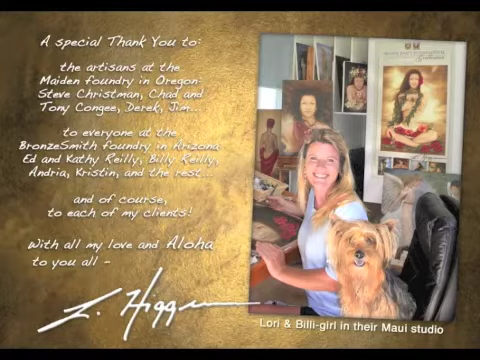 A special Thank You to:
the artisans at the
Maiden foundry in Oregon-
Steve Christman, Chad and
Tony Congee, Derek, Jim...
to everyone at the
BronzeSmith foundry in Arizona
Ed and Kathy Reilly, Billy Reilly,
Andria, Kristin, and the rest...
and of course,
to each of my clients!
With all my love and Aloha
to you all -
L. Higgins
Lori & Billi-girl in their Maui studio